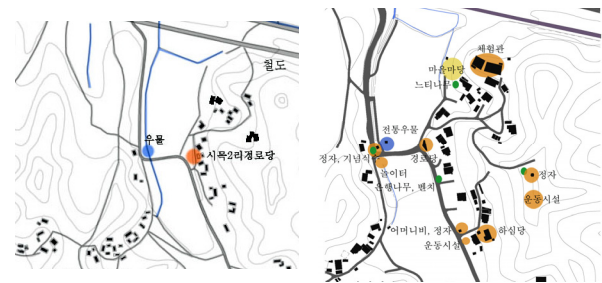 철도
우물
시목2리경로당
체험관
마을마당
느티나무
전통우물
정자, 기념식수
경로당
놀이터
은행나무, 벤치
정자
운동시설
어머니비, 정자
하심당
운동시설